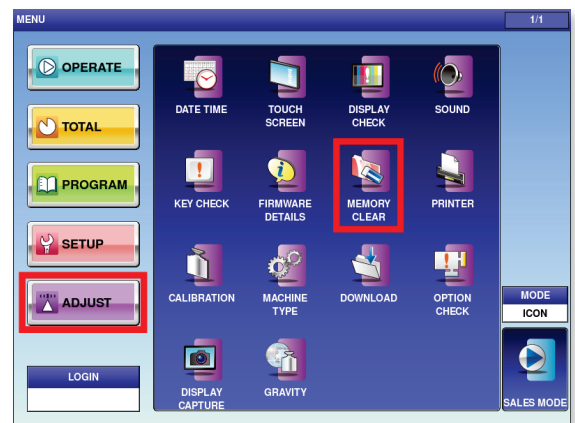 MENU
1/1
OPERATE
TOTAL
PROGRAM
SETUP
ADJUST
LOGIN
DATE TIME
TOUCH
SCREEN
DISPLAY
CHECK
SOUND
KEY CHECK
FIRMWARE
DETAILS
MEMORY
CLEAR
PRINTER
CALIBRATION
MACHINE
TYPE
DOWNLOAD
OPTION
CHECK
DISPLAY
CAPTURE
GRAVITY
MODE
ICON
SALES MODE